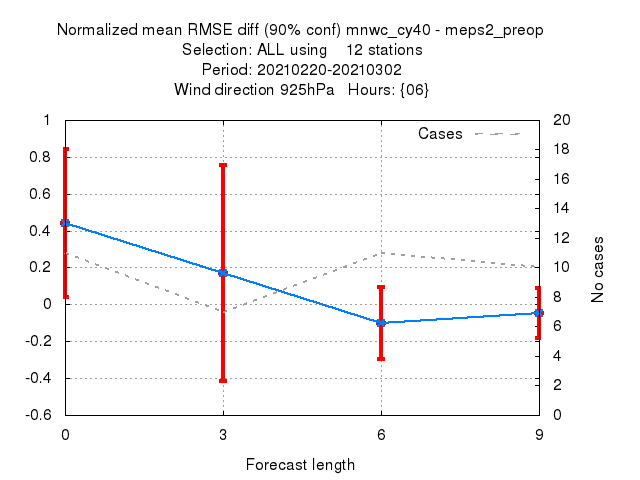 Normalized mean RMSE diff (90% conf) mnwc_cy40 - meps2_preop
Selection: ALL using 12 stations
Period: 20210220-20210302
Wind direction 925hPa Hours: {06}
Cases
1
0.8
0.6
0.4
0.2
0
-0.2
-0.4
-0.6
20
18
16
14
12
10
8
6
4
2
0
No cases
0 3 6 9
Forecast length